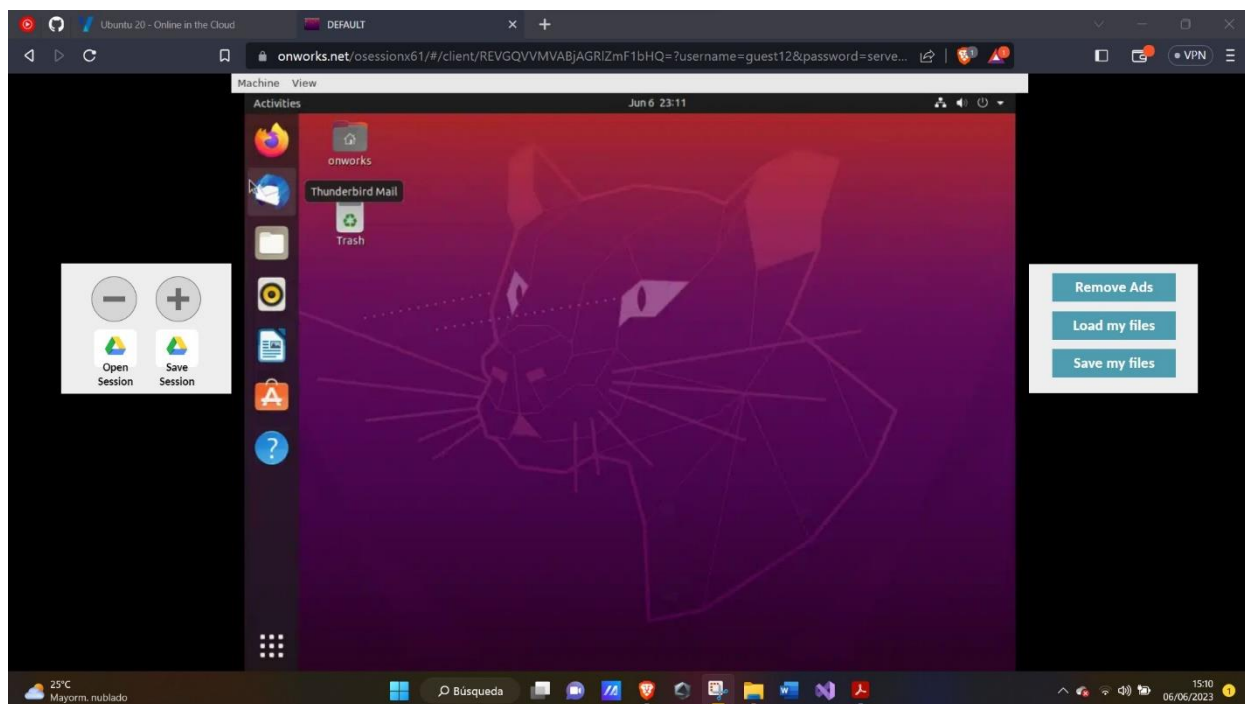 Ubuntu 20 - Online in the Cloud
DEFAULT
onworks.net/osessionx61/#/client/REVGQVVMVABjAGRlZmF1bHQ=?username=guest12&password=serve...
1
VPN
Machine View
Activities
Jun 6 23:11
onworks
Thunderbird Mail
Trash
Open
Session
Save
Session
Remove Ads
Load my files
Save my files
25°C
Mayorm. nublado
Búsqueda
15:10
06/06/2023
1